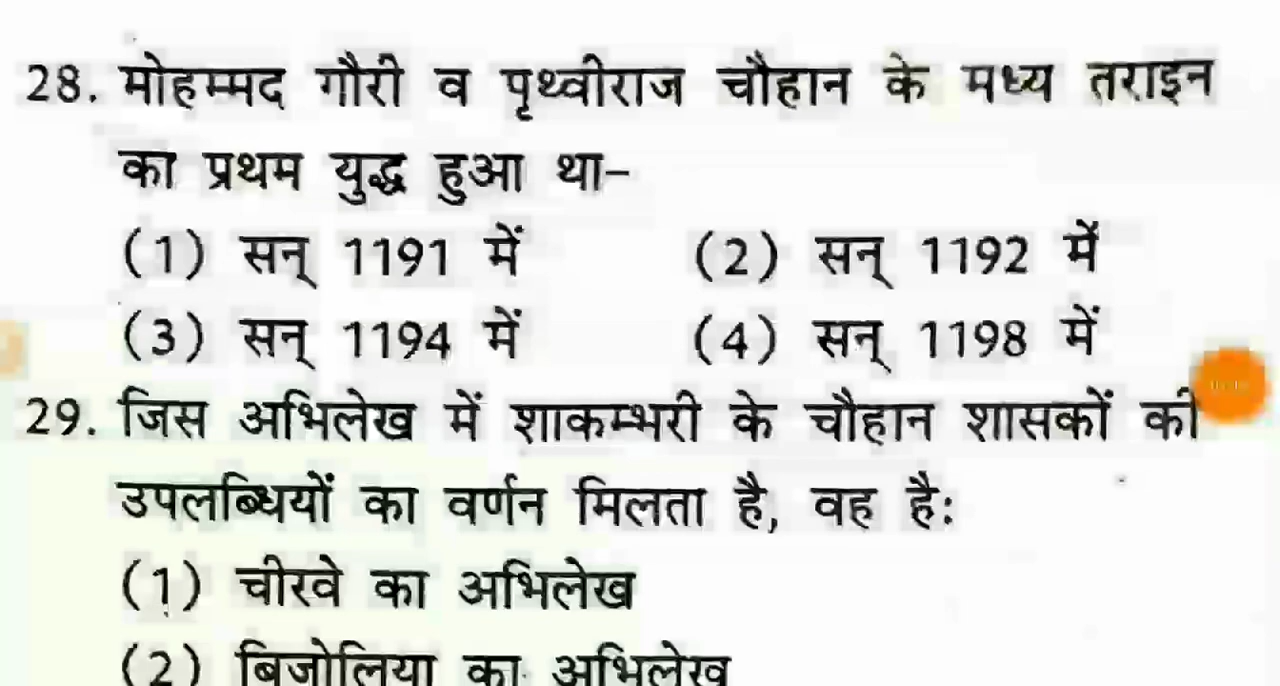 28. मोहम्मद गौरी व पृथ्वीराज चौहान के मध्य तराइन
का प्रथम युद्ध हुआ था-
(1) सन् 1191 में (2) सन् 1192 में
(3) सन् 1194 में (4) सन् 1198 में
29. जिस अभिलेख में शाकम्भरी के चौहान शासकों की
उपलब्धियों का वर्णन मिलता है, वह है:
(1) चीरवे का अभिलेख
(2) बिजोलिया का अभिलेख